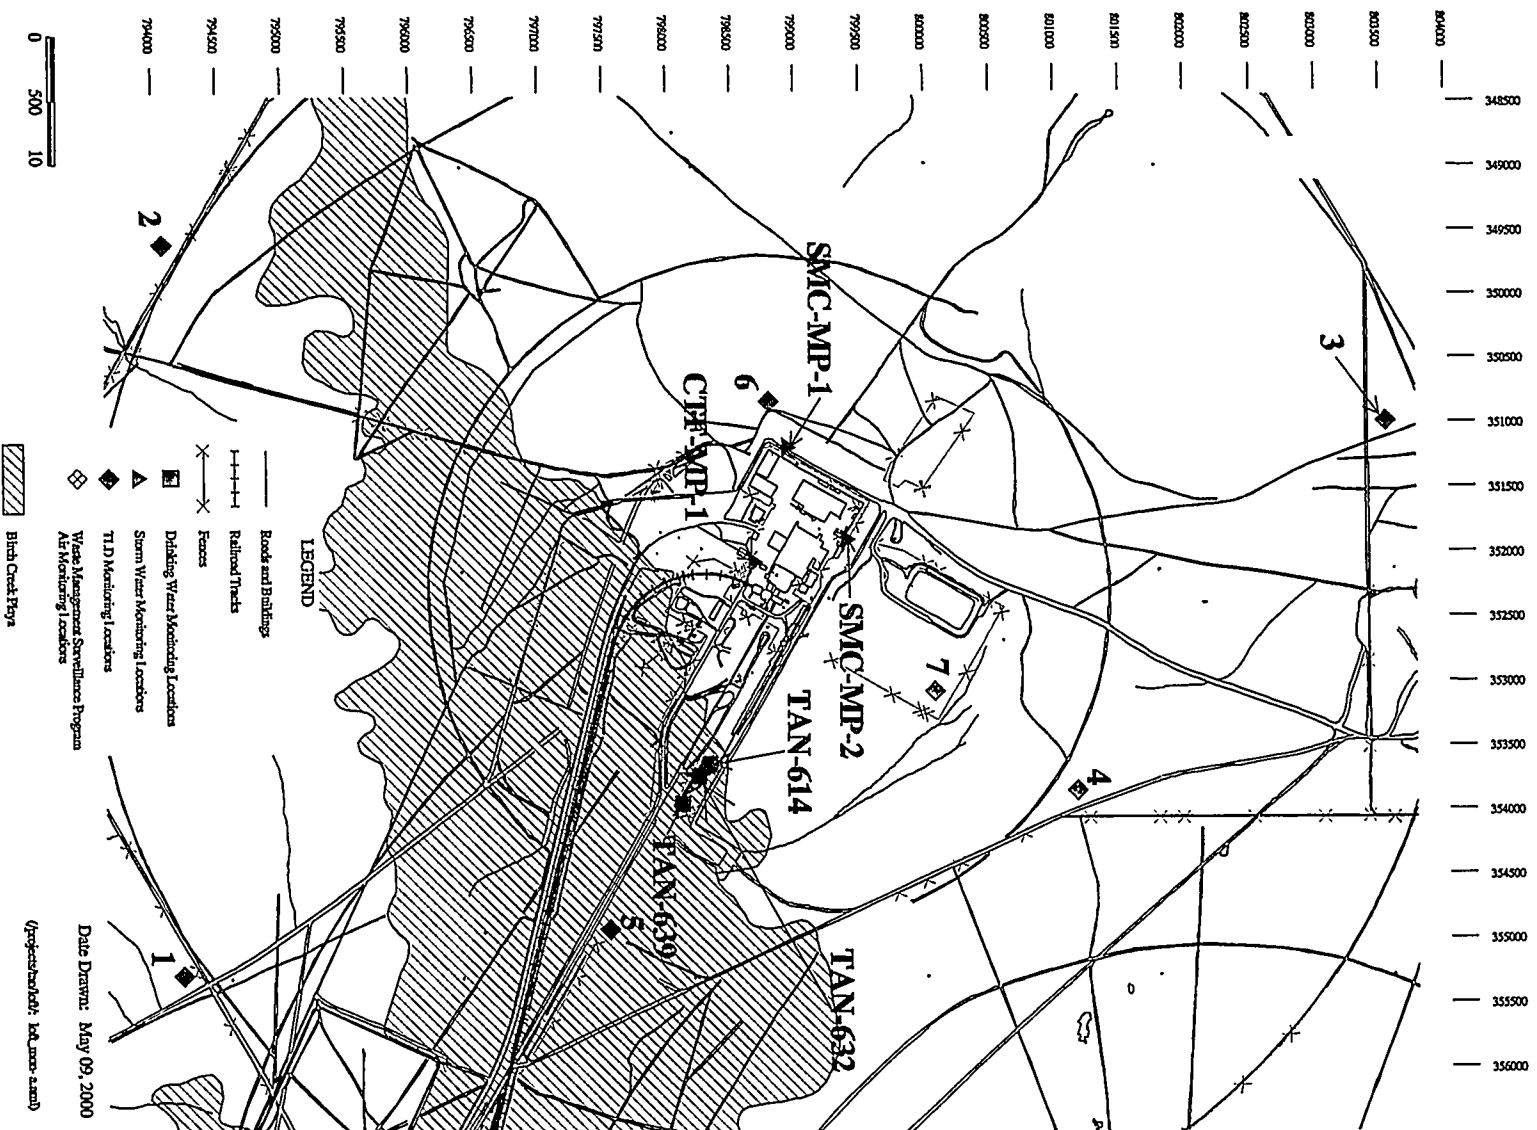 794000
794500
795000
795500
796000
796500
797000
797500
798000
798500
799000
799500
800000
800500
801000
801500
802000
802500
803000
803500
804000
348500
349000
349500
350000
350500
351000
351500
352000
352500
353000
353500
354000
354500
355000
355500
356000
SMC-MP-1
CTF-MP-1
SMC-MP-2
TAN-614
TAN-639
TAN-632
1
2
3
4
5
6
7
LEGEND
Roads and Buildings
Railroad Tracks
Fences
Drinking Water Monitoring Locations
Storm Water Monitoring Locations
TLD Monitoring Locations
Waste Management Surveillance Program
Air Monitoring Locations
Birch Creek Playa
0 500 10
Date Drawn: May 09, 2000